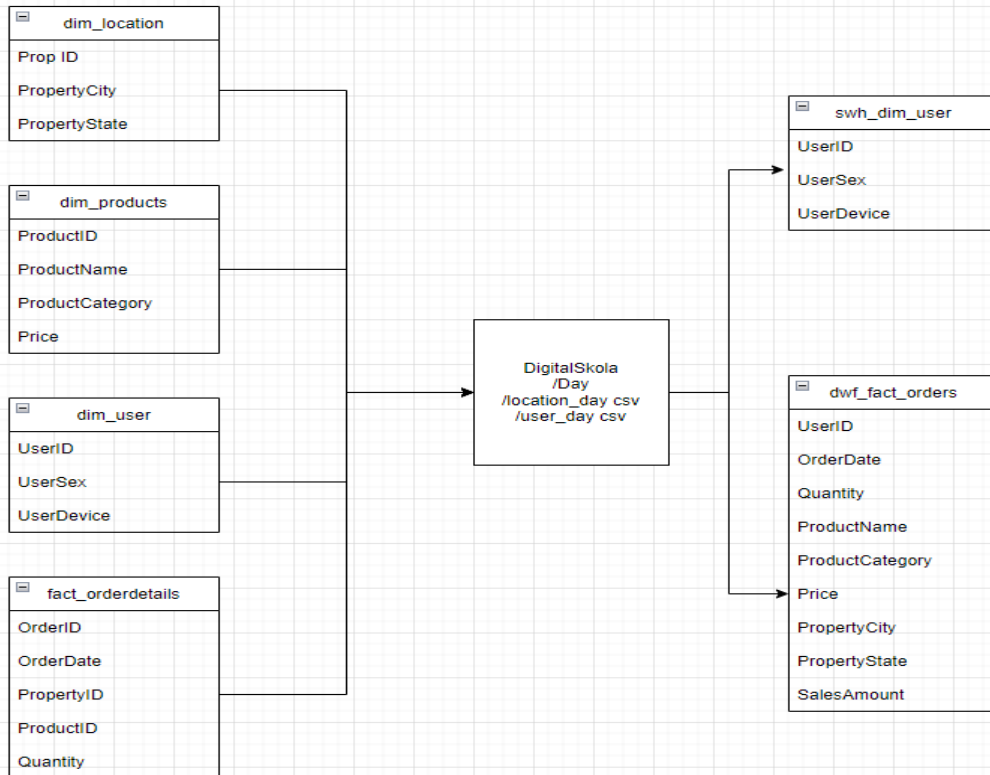 dim_location
Prop ID
PropertyCity
PropertyState
dim_products
ProductID
ProductName
ProductCategory
Price
dim_user
UserID
UserSex
UserDevice
fact_orderdetails
OrderID
OrderDate
PropertyID
ProductID
Quantity
DigitalSkola
/Day
/location_day csv
/user_day csv
swh_dim_user
UserID
UserSex
UserDevice
dwf_fact_orders
UserID
OrderDate
Quantity
ProductName
ProductCategory
Price
PropertyCity
PropertyState
SalesAmount